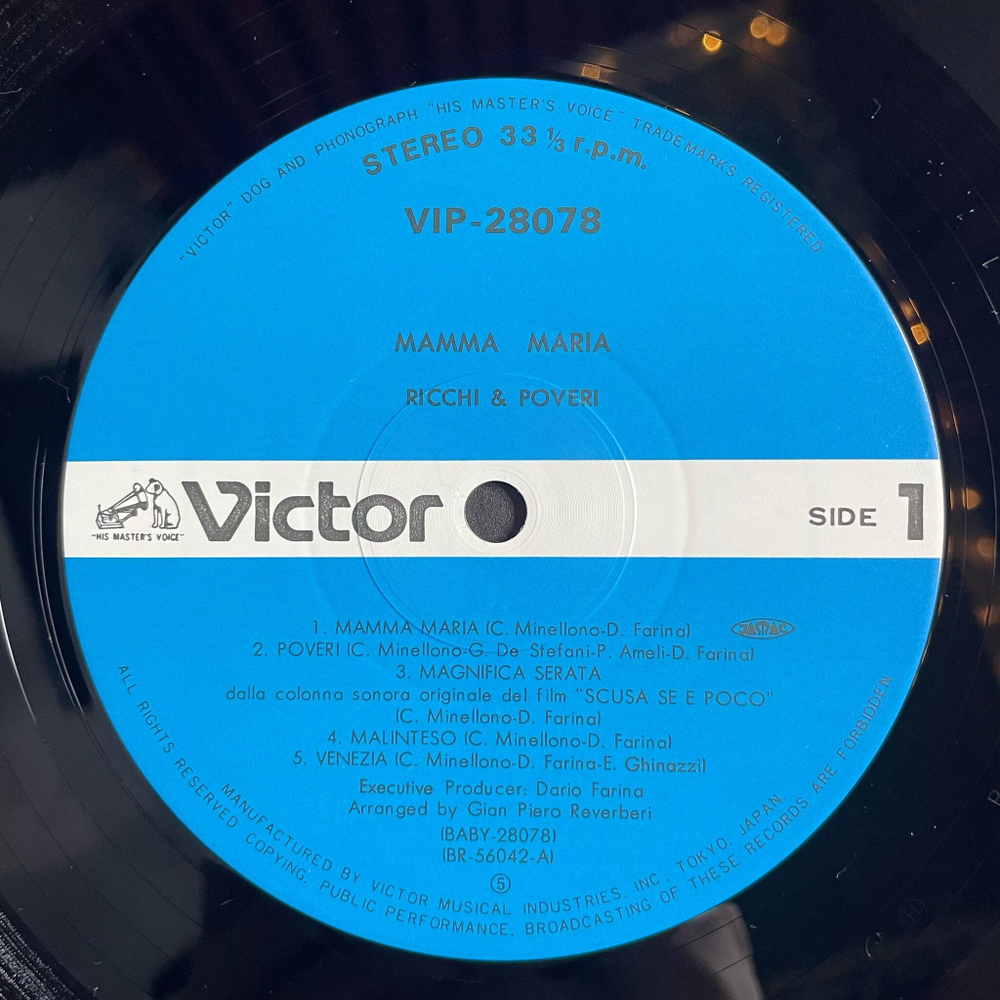 "VICTOR" DOG AND PHONOGRAPH "HIS MASTER'S VOICE" TRADEMARKS REGISTERED
STEREO 33 ⅓ r.p.m.
VIP-28078
MAMMA MARIA
RICCHI & POVERI
Victor
"HIS MASTER'S VOICE"
SIDE 1
1. MAMMA MARIA (C. Minellono-D. Farina)
JASRAC
2. POVERI (C. Minellono-G. De Stefani-P. Ameli-D. Farina)
3. MAGNIFICA SERATA
dalla colonna sonora originale del film "SCUSA SE E POCO"
(C. Minellono-D. Farina)
4. MALINTESO (C. Minellono-D. Farina)
5. VENEZIA (C. Minellono-D. Farina-E. Ghinazzi)
Executive Producer: Dario Farina
Arranged by Gian Piero Reverberi
(BABY-28078)
(BR-56042-A)
⑤
MANUFACTURED BY VICTOR MUSICAL INDUSTRIES, INC. TOKYO, JAPAN.
ALL RIGHTS RESERVED COPYING, PUBLIC PERFORMANCE, BROADCASTING OF THESE RECORDS ARE FORBIDDEN